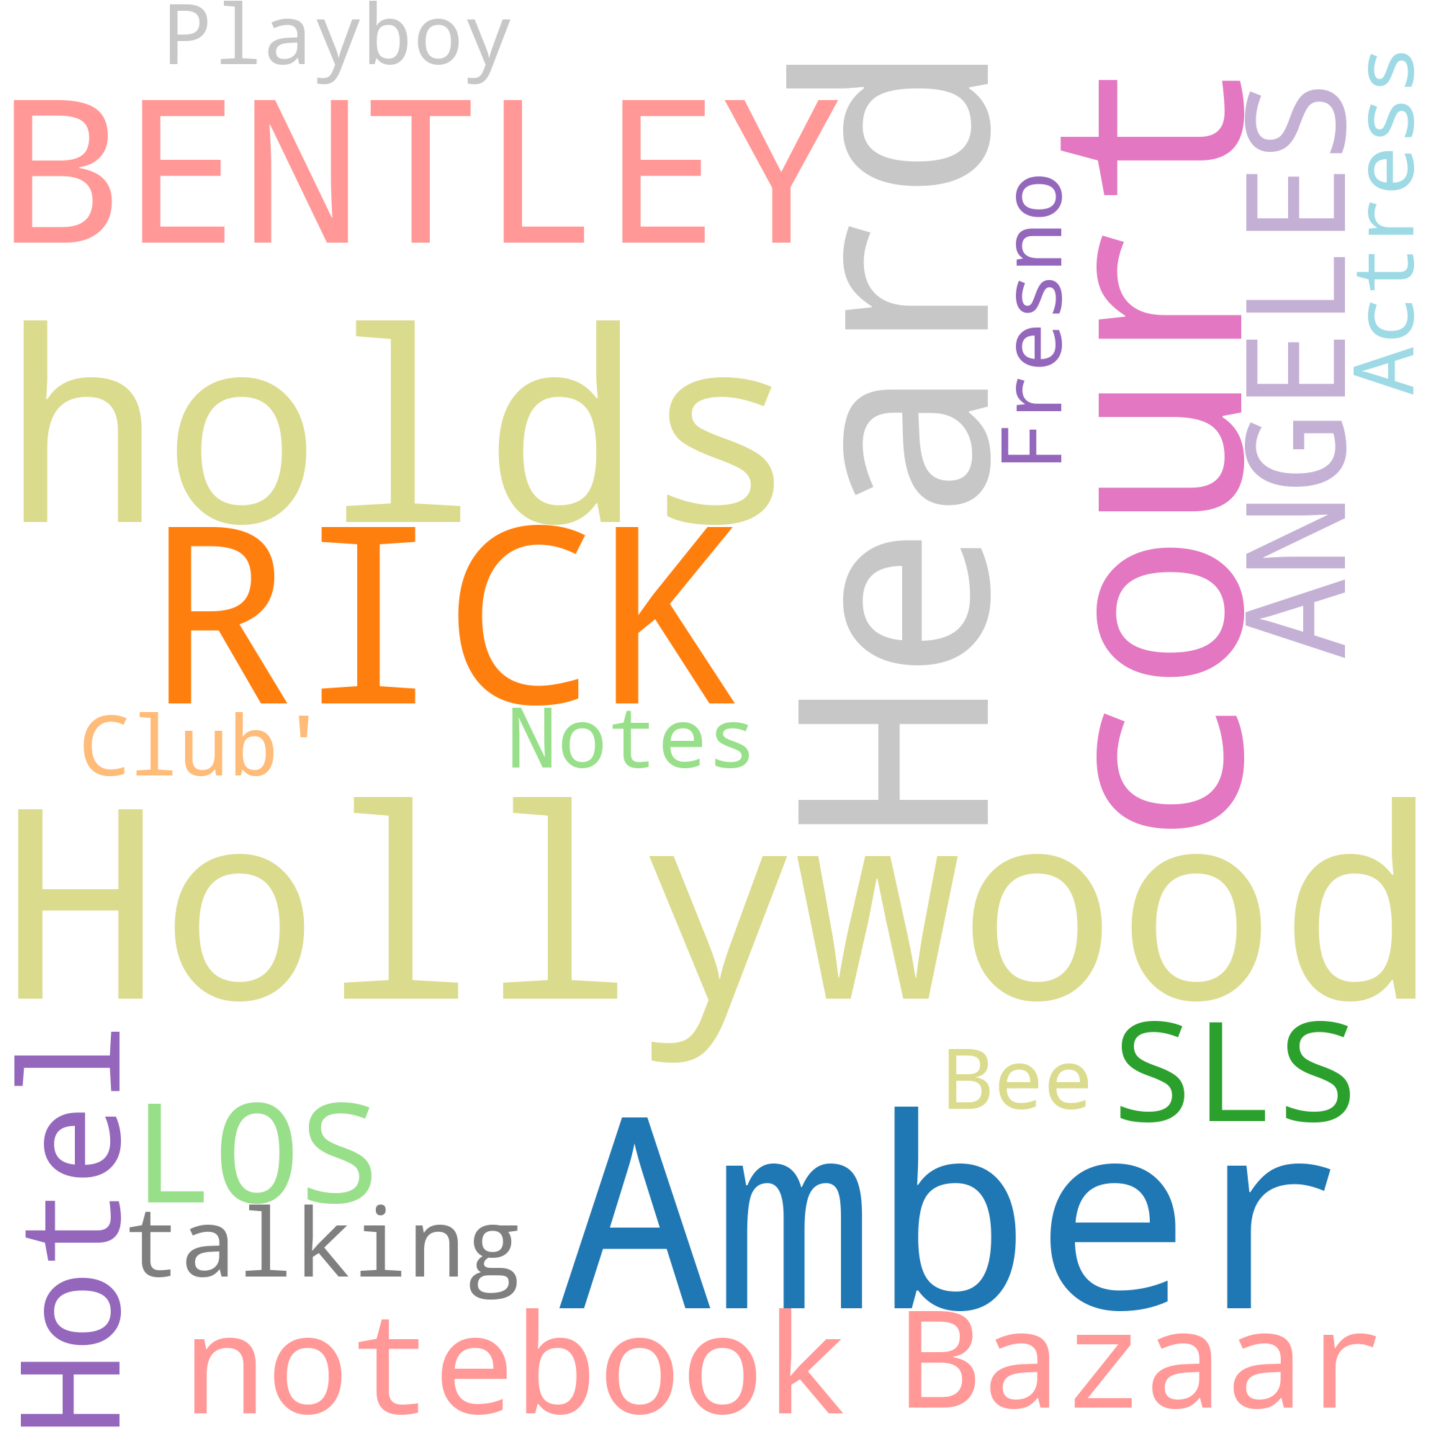 Playboy
BENTLEY
Heard
Fresno
court
ANGELES
Actress
holds
RICK
Club'
Notes
Hollywood
Hotel
LOS
talking
Bee
SLS
Amber
notebook
Bazaar